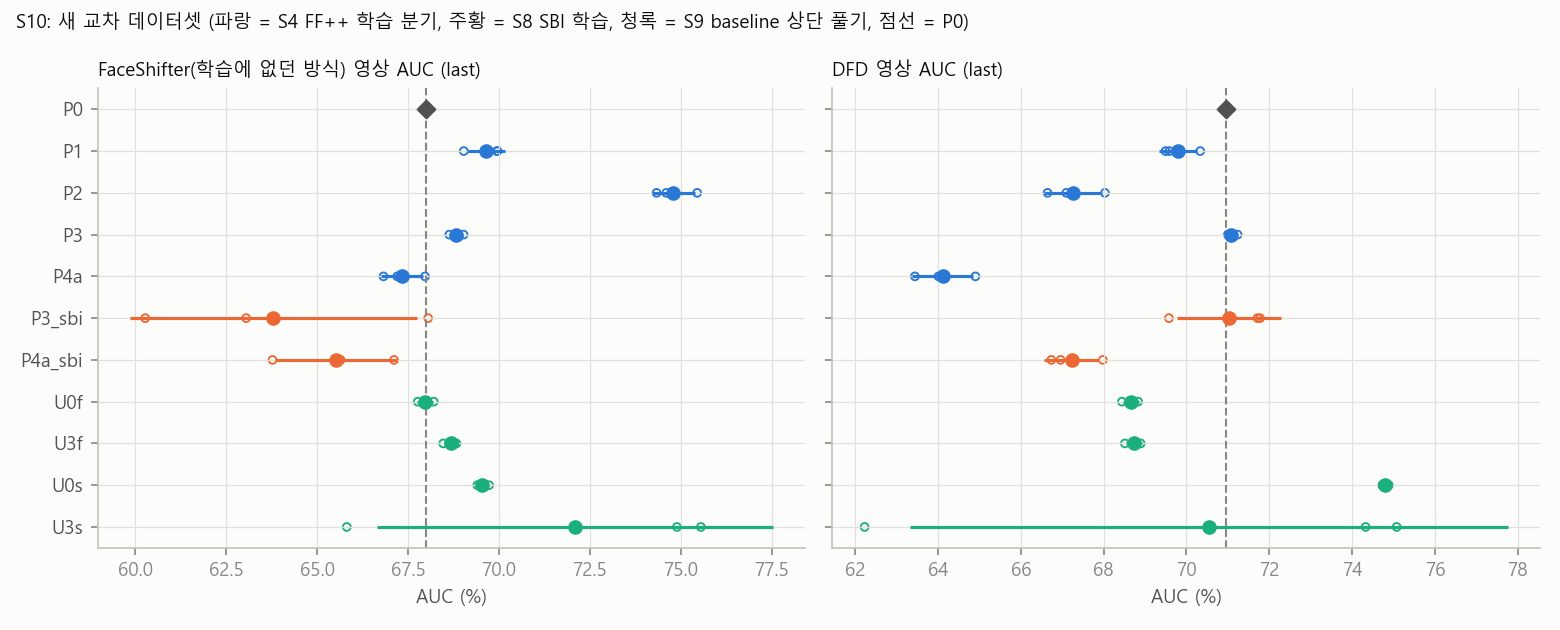 S10: 새 교차 데이터셋 (파랑 = S4 FF++ 학습 분기, 주황 = S8 SBI 학습, 청록 = S9 baseline 상단 풀기, 점선 = P0)
FaceShifter(학습에 없던 방식) 영상 AUC (last)
DFD 영상 AUC (last)
P0
P1
P2
P3
P4a
P3_sbi
P4a_sbi
U0f
U3f
U0s
U3s
60.0 62.5 65.0 67.5 70.0 72.5 75.0 77.5
62 64 66 68 70 72 74 76 78
AUC (%)
AUC (%)